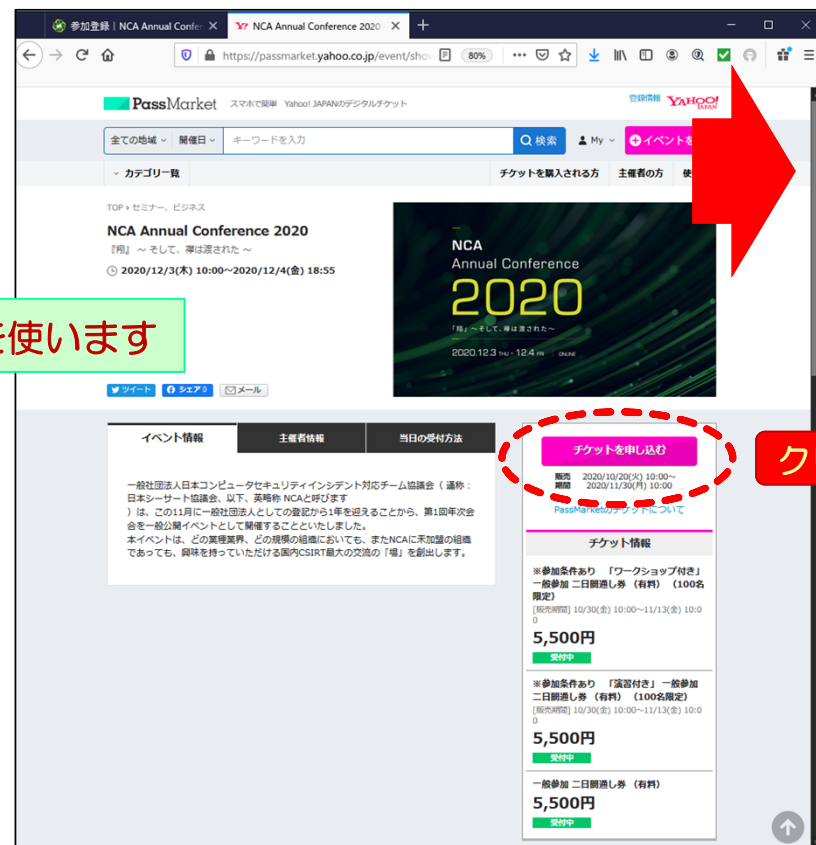 参加登録 | NCA Annual Confer
NCA Annual Conference 2020 -
https://passmarket.yahoo.co.jp/event/sho
80%
PassMarket スマホで簡単 Yahoo! JAPANのデジタルチケット
登録情報 YAHOO! JAPAN
全ての地域 開催日 キーワードを入力
検索 My イベントを
カテゴリ一覧
チケットを購入される方 主催者の方 使
TOP › セミナー、ビジネス
NCA Annual Conference 2020
『翔』 ～ そして、襷は渡された ～
2020/12/3(木) 10:00～2020/12/4(金) 18:55
NCA
Annual Conference
2020
「翔」～そして、襷は渡された～
2020.12.3 THU - 12.4 FRI ONLINE
を使います
ツイート シェア 0 メール
イベント情報 主催者情報 当日の受付方法
一般社団法人日本コンピュータセキュリティインシデント対応チーム協議会（ 通称：
日本シーサート協議会、以下、英略称 NCAと呼びます
）は、この11月に一般社団法人としての登記から1年を迎えることから、第1回年次会
合を一般公開イベントとして開催することといたしました。
本イベントは、どの業種業界、どの規模の組織においても、またNCAに未加盟の組織
であっても、興味を持っていただける国内CSIRT最大の交流の「場」を創出します。
チケットを申し込む
ク
販売 2020/10/20(火) 10:00～
期間 2020/11/30(月) 10:00
PassMarketのチケットについて
チケット情報
※参加条件あり 「ワークショップ付き」
一般参加 二日間通し券 （有料） （100名
限定）
[販売期間] 10/30(金) 10:00～11/13(金) 10:0
0
5,500円
受付中
※参加条件あり 「演習付き」 一般参加
二日間通し券 （有料） （100名限定）
[販売期間] 10/30(金) 10:00～11/13(金) 10:0
0
5,500円
受付中
一般参加 二日間通し券 （有料）
5,500円
受付中